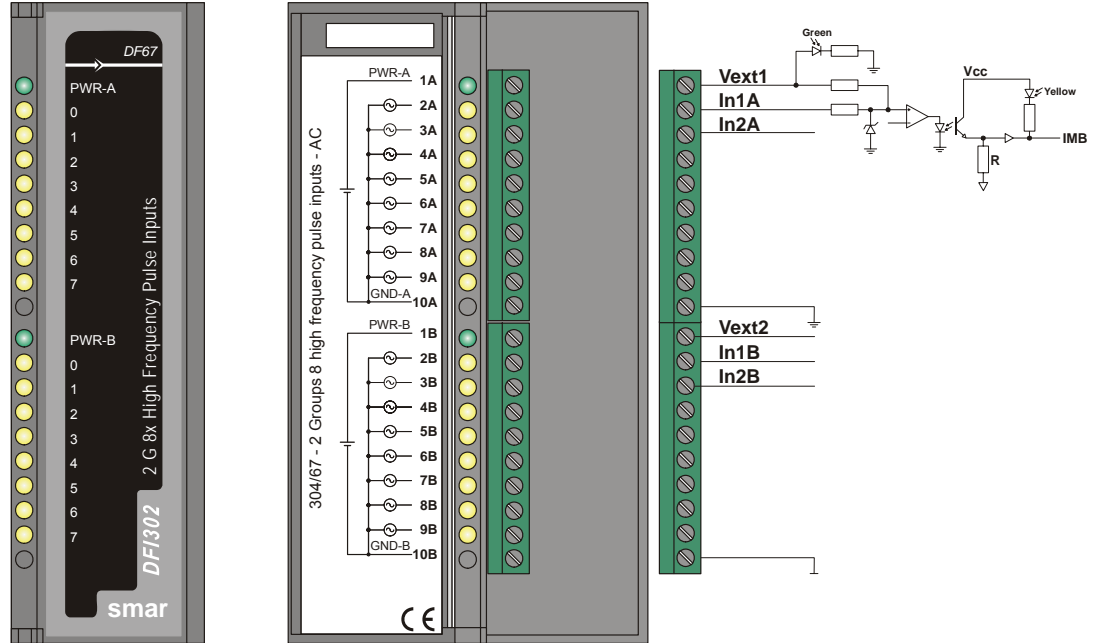 DF67
PWR-A
0
1
2
3
4
5
6
7
PWR-B
0
1
2
3
4
5
6
7
2 G 8x High Frequency Pulse Inputs
DFI302
smar
304/67 - 2 Groups 8 high frequency pulse inputs - AC
PWR-A 1A
2A
3A
4A
5A
6A
7A
8A
9A
GND-A 10A
PWR-B 1B
2B
3B
4B
5B
6B
7B
8B
9B
GND-B 10B
CE
Green
Vext1
In1A
In2A
Vcc
Yellow
IMB
R
Vext2
In1B
In2B